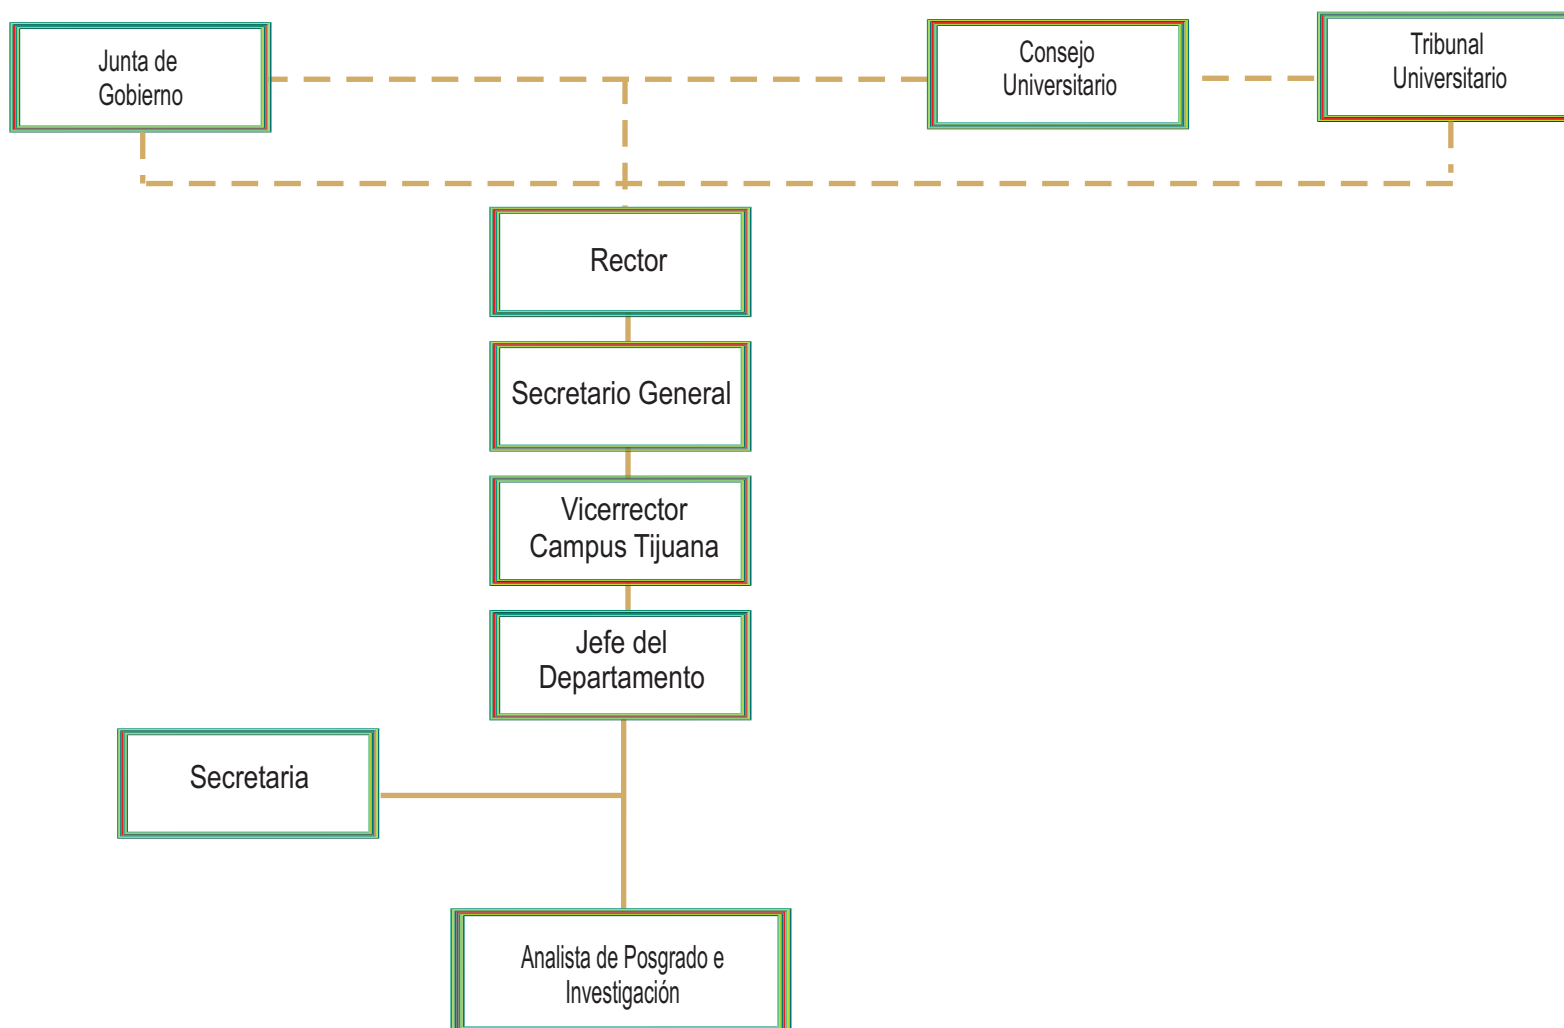 Junta de
Gobierno
Consejo
Universitario
Tribunal
Universitario
Rector
Secretario General
Vicerrector
Campus Tijuana
Jefe del
Departamento
Secretaria
Analista de Posgrado e
Investigación